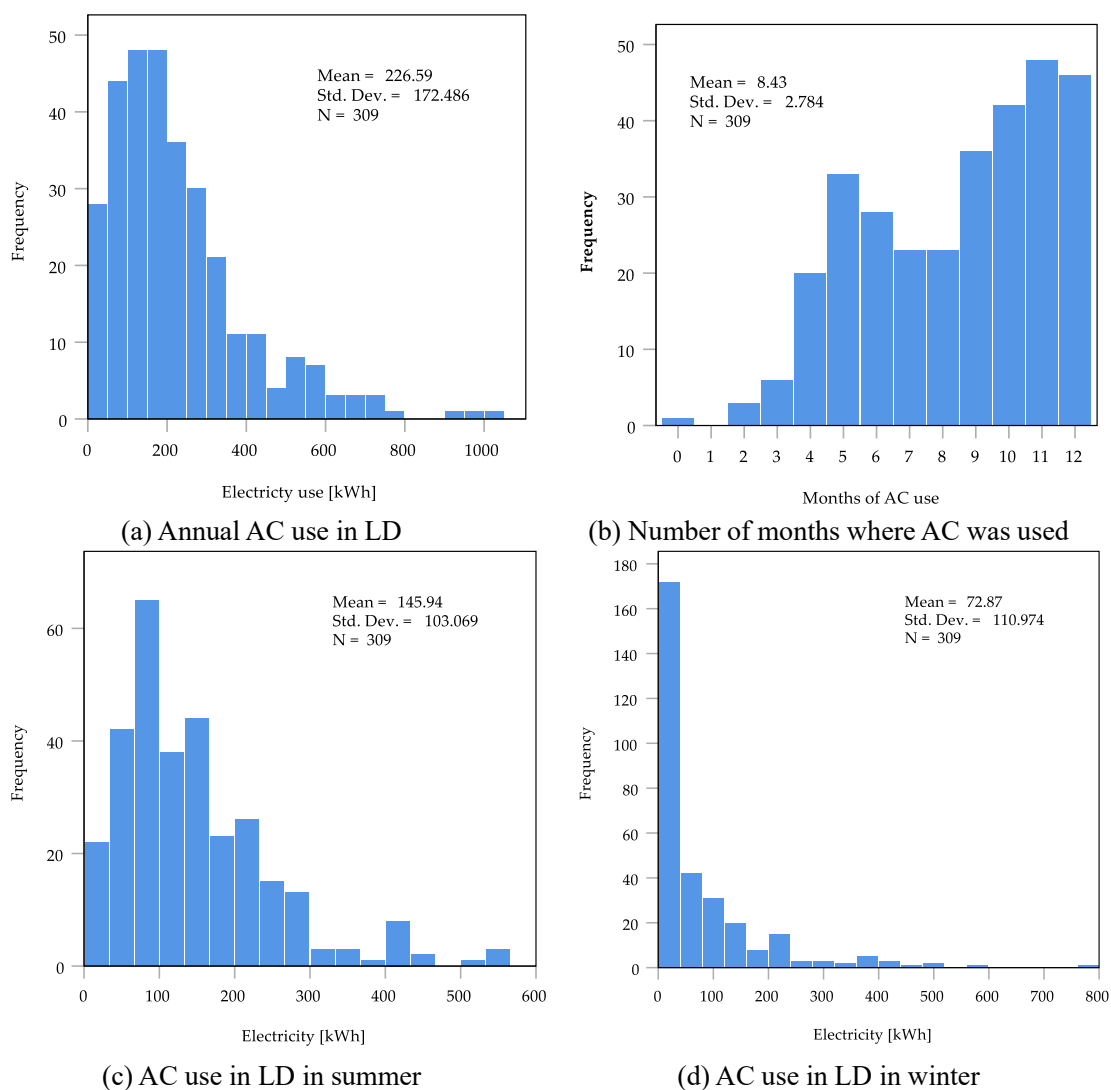 50
40
30
20
10
0
Frequency
Mean = 226.59
Std. Dev. = 172.486
N = 309
0 200 400 600 800 1000
Electricty use [kWh]
(a) Annual AC use in LD
50
40
30
20
10
0
Frequency
Mean = 8.43
Std. Dev. = 2.784
N = 309
0 1 2 3 4 5 6 7 8 9 10 11 12
Months of AC use
(b) Number of months where AC was used
60
40
20
0
Frequency
Mean = 145.94
Std. Dev. = 103.069
N = 309
0 100 200 300 400 500 600
Electricity [kWh]
(c) AC use in LD in summer
180
160
140
120
100
80
60
40
20
0
Frequency
Mean = 72.87
Std. Dev. = 110.974
N = 309
0 100 200 300 400 500 600 700 800
Electricity [kWh]
(d) AC use in LD in winter